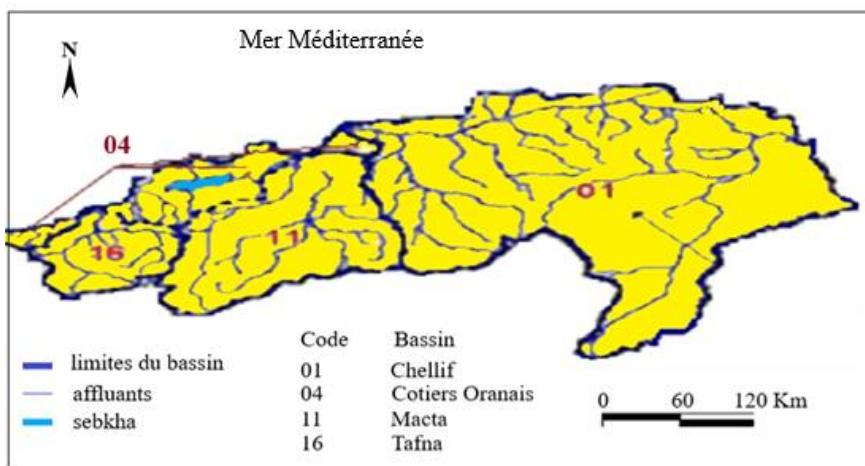 Mer Méditerranée
N
04
01
11
16
limites du bassin
affluants
sebkha
Code Bassin
01 Chellif
04 Cotiers Oranais
11 Macta
16 Tafna
0 60 120 Km